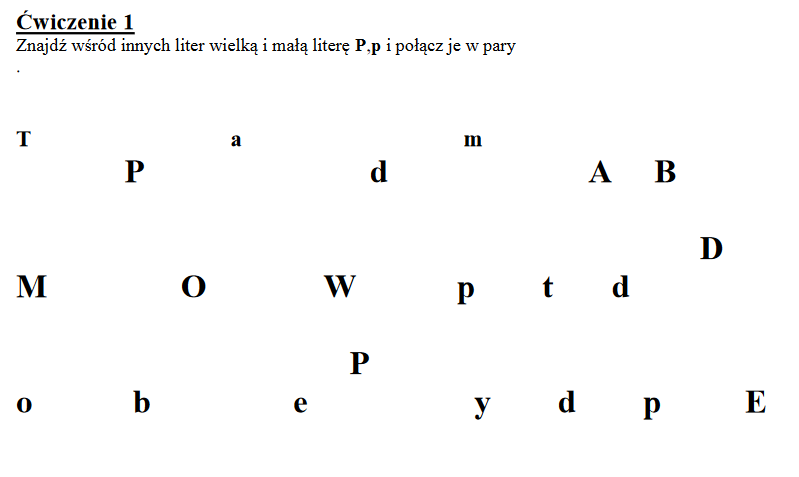 Ćwiczenie 1
Znajdź wśród innych liter wielką i małą literę P,p i połącz je w pary
.
T a m
P d A B
D
M O W p t d
P
o b e y d p E